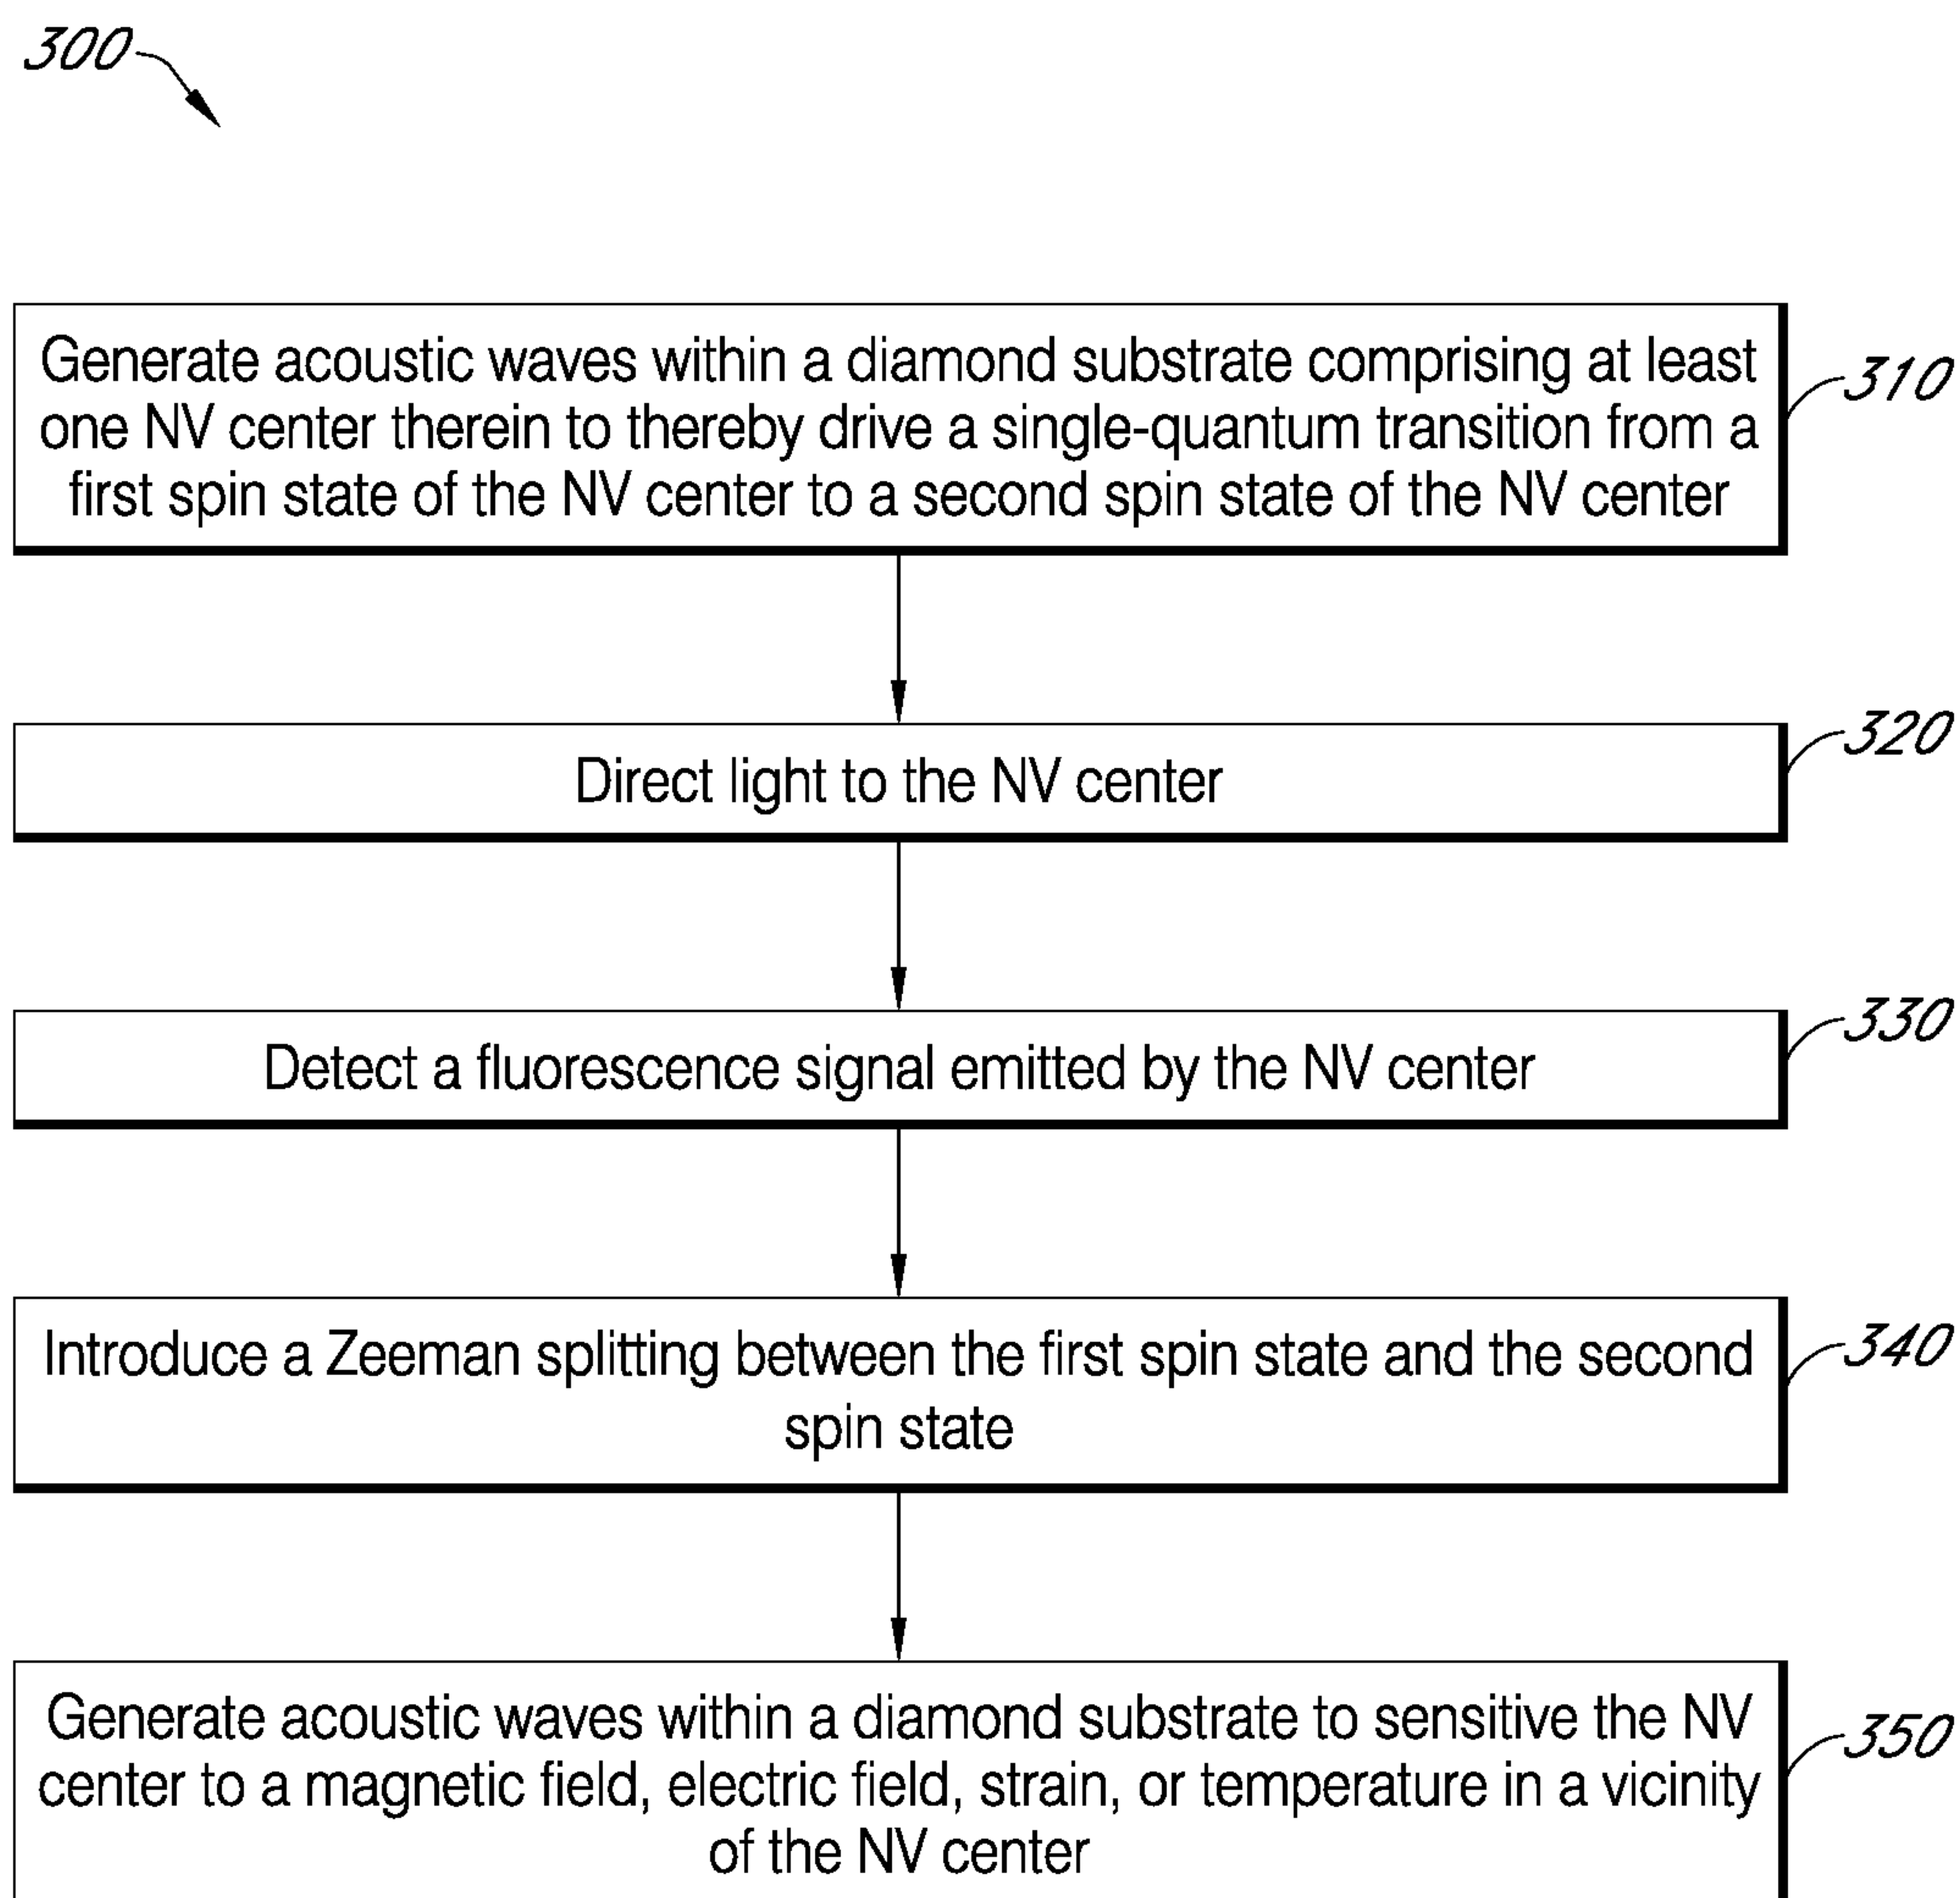 300
Generate acoustic waves within a diamond substrate comprising at least
one NV center therein to thereby drive a single-quantum transition from a
first spin state of the NV center to a second spin state of the NV center
310
Direct light to the NV center
320
Detect a fluorescence signal emitted by the NV center
330
Introduce a Zeeman splitting between the first spin state and the second
spin state
340
Generate acoustic waves within a diamond substrate to sensitive the NV
center to a magnetic field, electric field, strain, or temperature in a vicinity
of the NV center
350